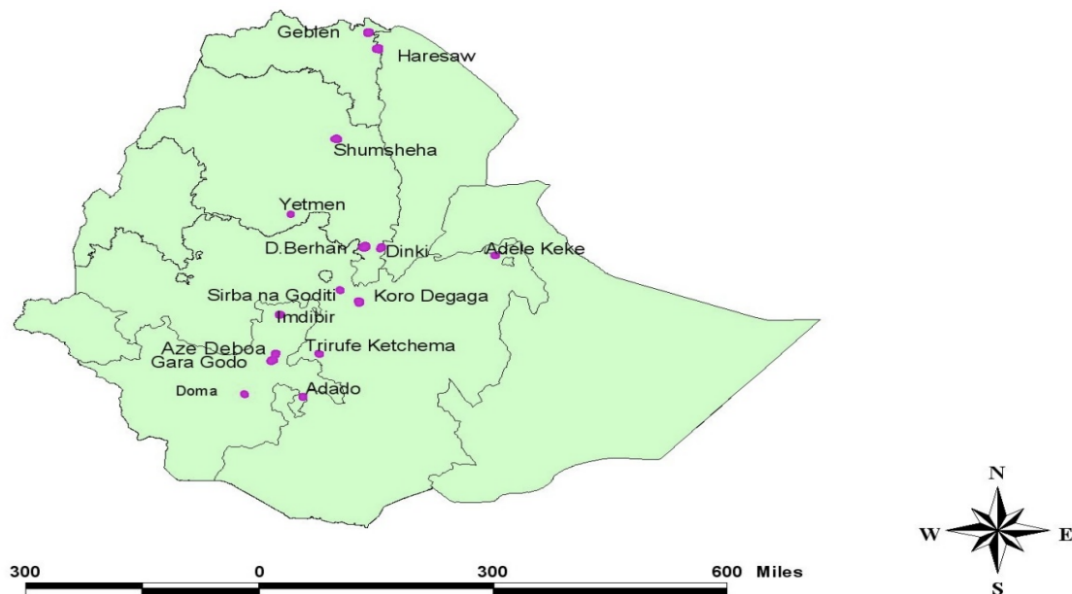 Geblen
Haresaw
Shumsheha
Yetmen
D.Berhan
Dinki
Adele Keke
Sirba na Goditi
Koro Degaga
Imdibir
Aze Deboa
Trirufe Ketchema
Gara Godo
Doma
Adado
N
W
E
S
300 0 300 600 Miles